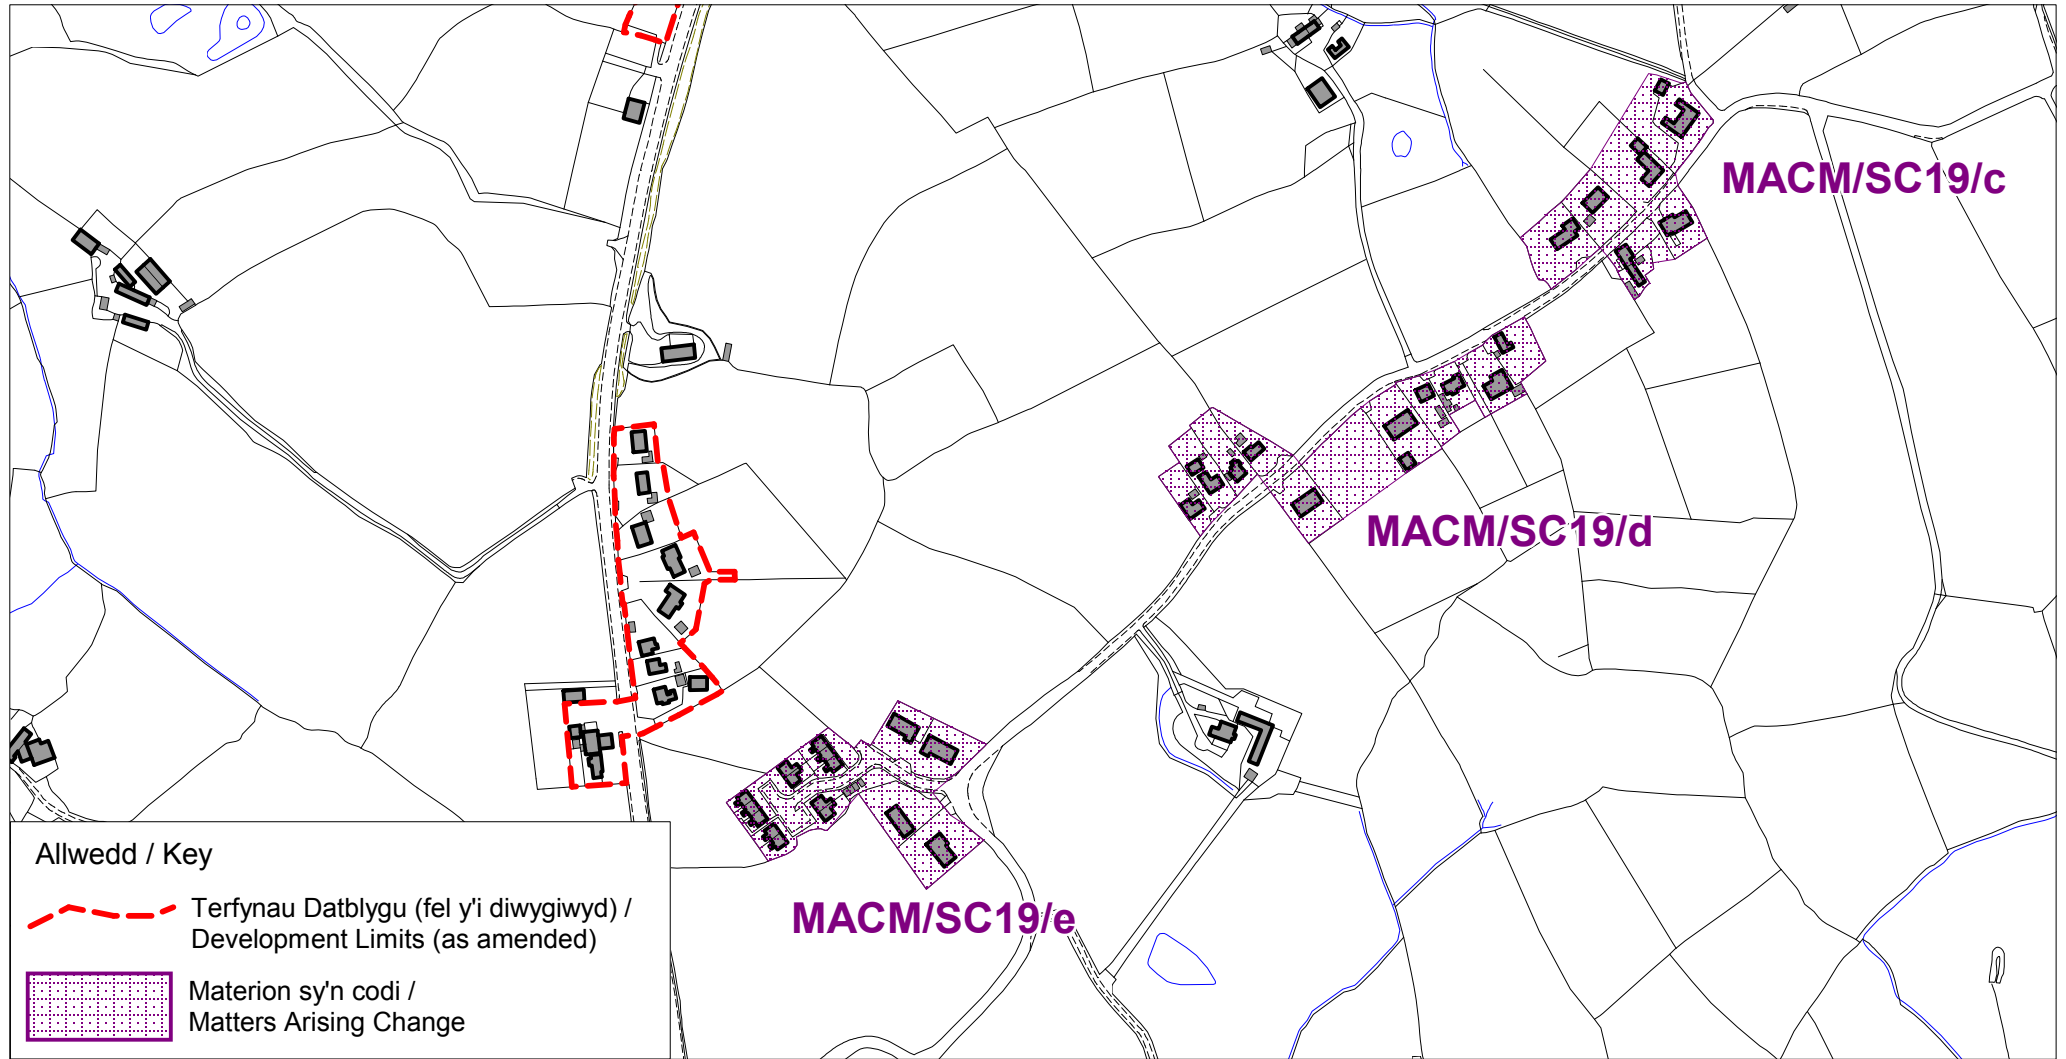 MACM/SC19/c
MACM/SC19/d
MACM/SC19/e
Allwedd / Key
Terfynau Datblygu (fel y'i diwygiwyd) /
Development Limits (as amended)
Materion sy'n codi /
Matters Arising Change